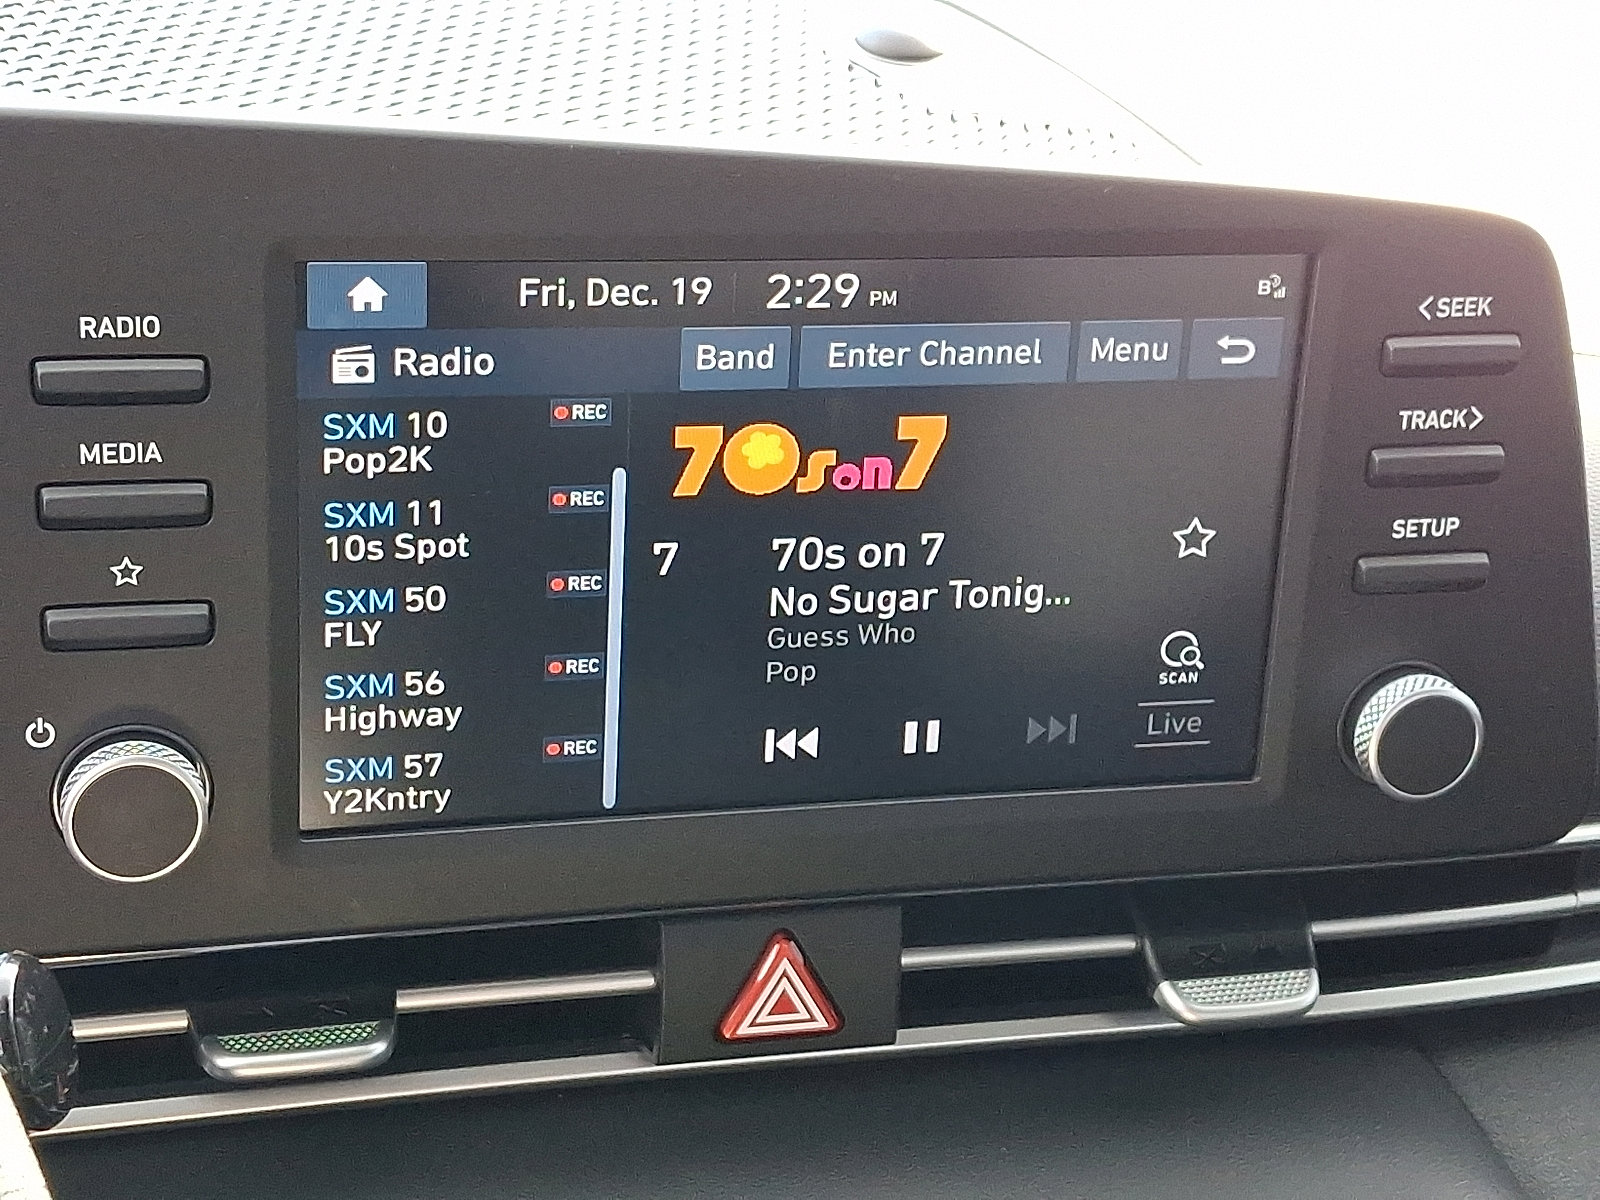 Fri, Dec. 19 2:29 PM B
Radio Band Enter Channel Menu
RADIO
MEDIA
SXM 10 REC
Pop2K
SXM 11 REC
10s Spot
SXM 50 REC
FLY
SXM 56 REC
Highway
SXM 57 REC
Y2Kntry
70s on 7
7 70s on 7
No Sugar Tonig...
Guess Who
Pop
SCAN
Live
<SEEK
TRACK>
SETUP